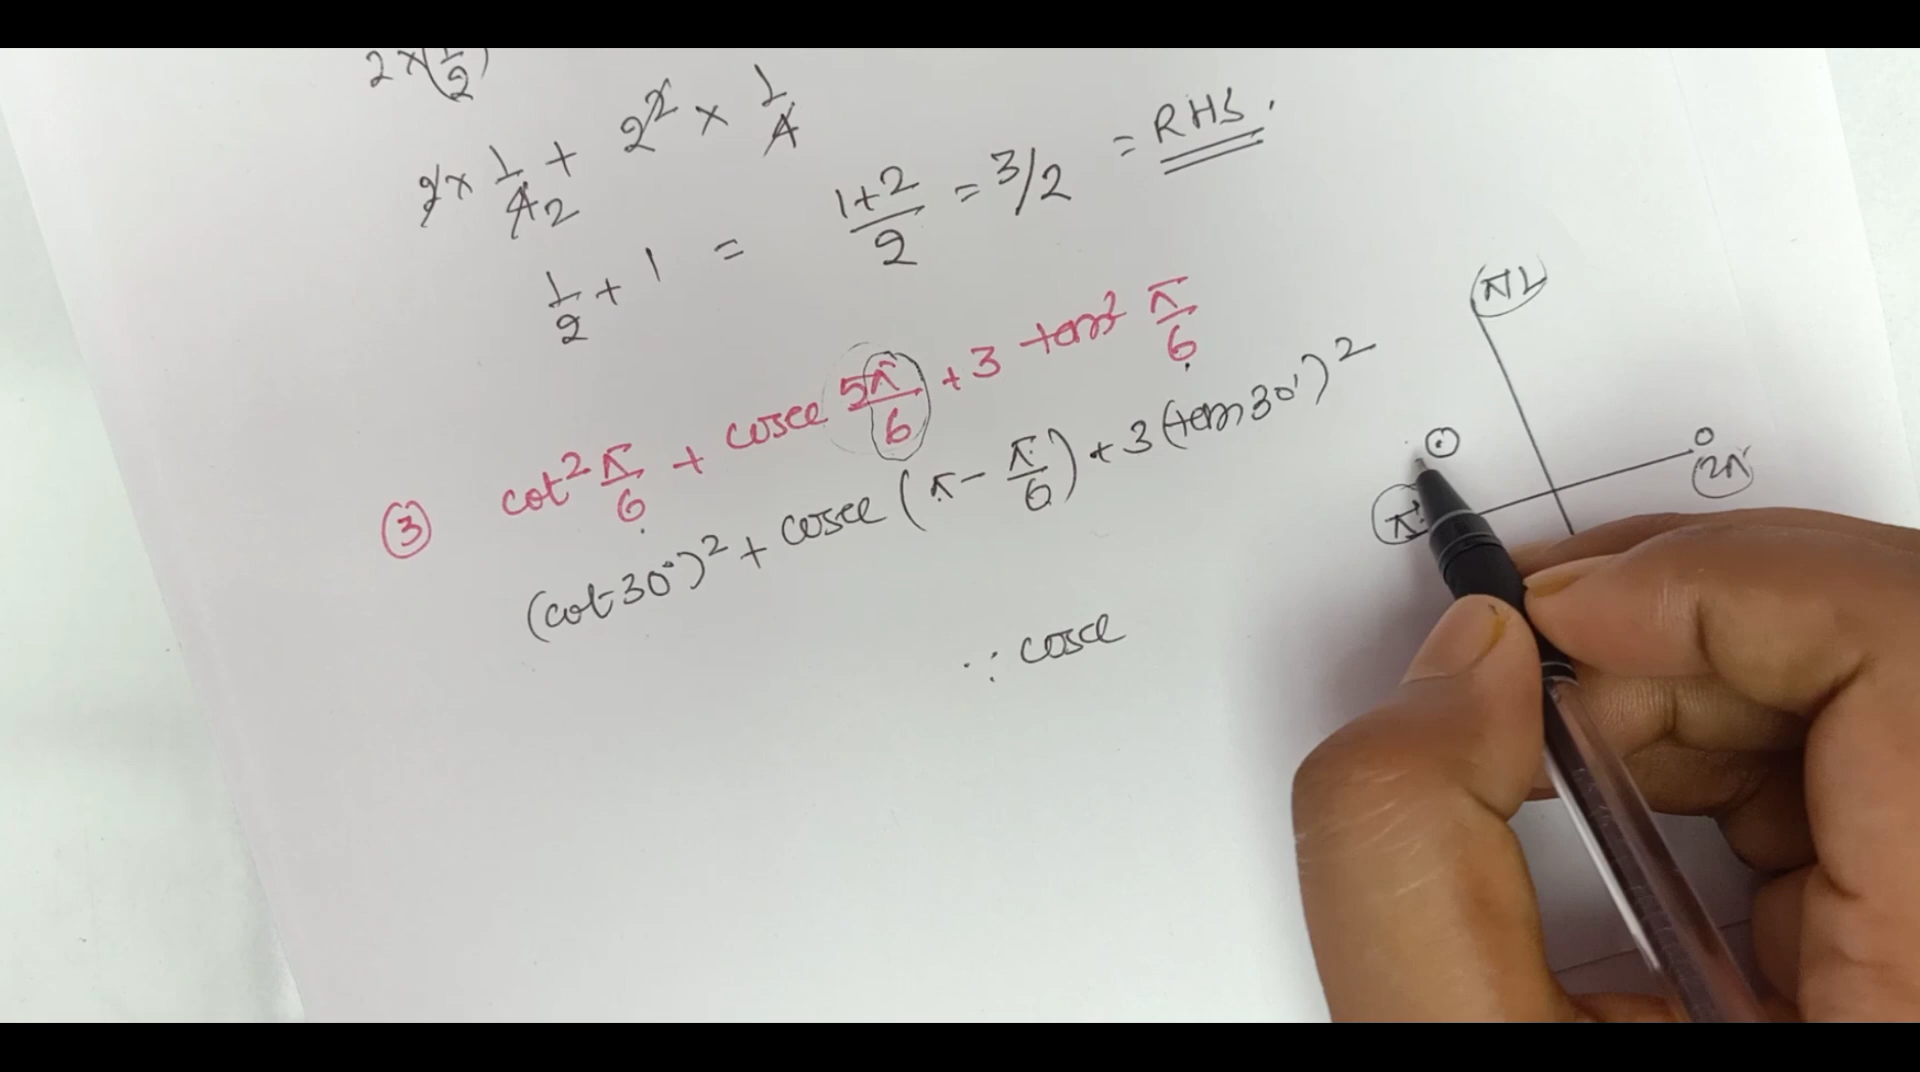 2×(1/2)
2 × 1/4 2 + 2 2 × 1/4
1/2 + 1 = (1+2)/2 = 3/2 = RHS.
③ cot² π/6 + cosec 5π/6 + 3 tan² π/6
(cot 30°)² + cosec (π - π/6) + 3 (tan 30°)²
∵ cosec
π/2
0
2π
π